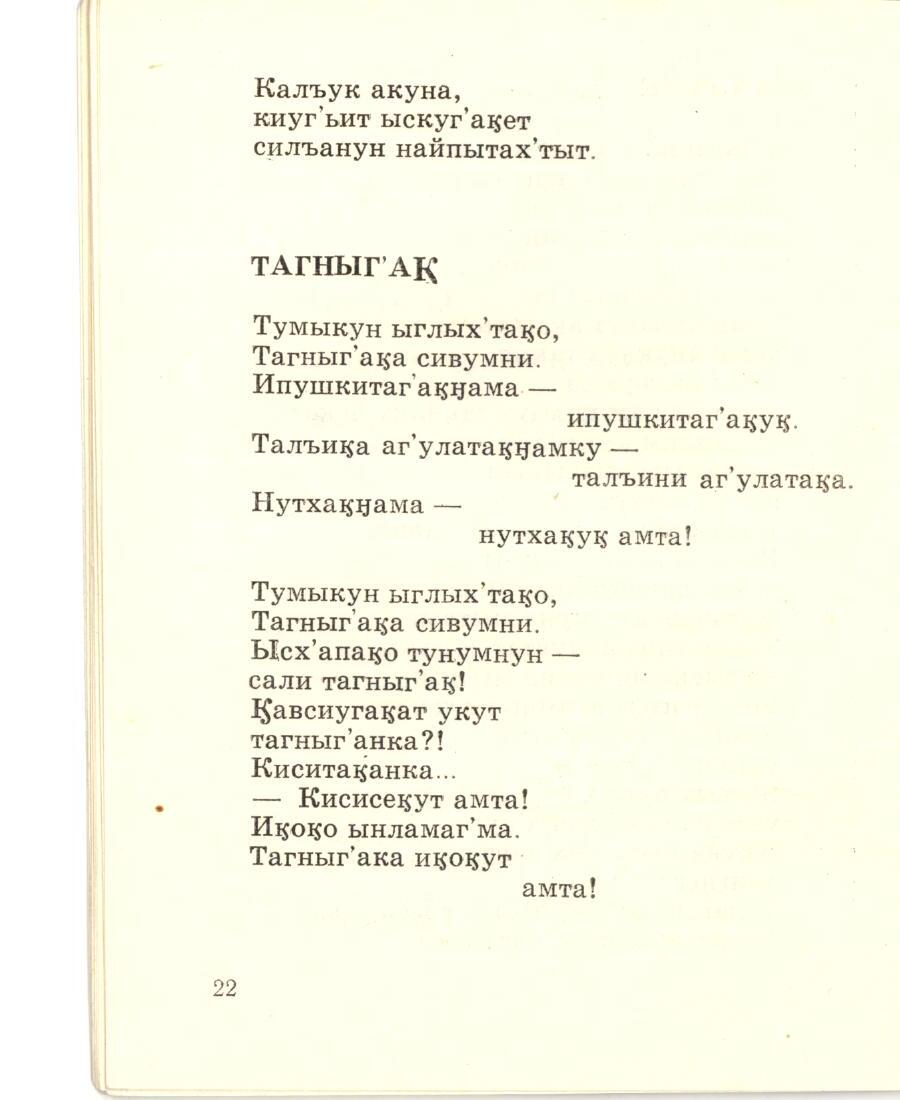 Калъук акуна,
киуг’ьит ыскуг’аӄет
силъанун найпытах’тыт.
ТАГНЫГ’АӃ
Тумыкун ыглых’таӄо,
Тагныг’аӄа сивумни.
Ипушкитаг’аӄӈама —
ипушкитаг’аӄуӄ.
Талъиӄа аг’улатаӄӈамку —
талъини аг’улатаӄа.
Нутхаӄӈама —
нутхаӄуӄ амта!
Тумыкун ыглых’таӄо,
Тагныг’аӄа сивумни.
Ысх’апаӄо тунумнун —
сали тагныг’аӄ!
Ӄавсиугаӄат укут
тагныг’анка?!
Киситаӄанка...
— Кисисеӄут амта!
Иӄоӄо ынламаг’ма.
Тагныг’ака иӄоӄут
амта!
22